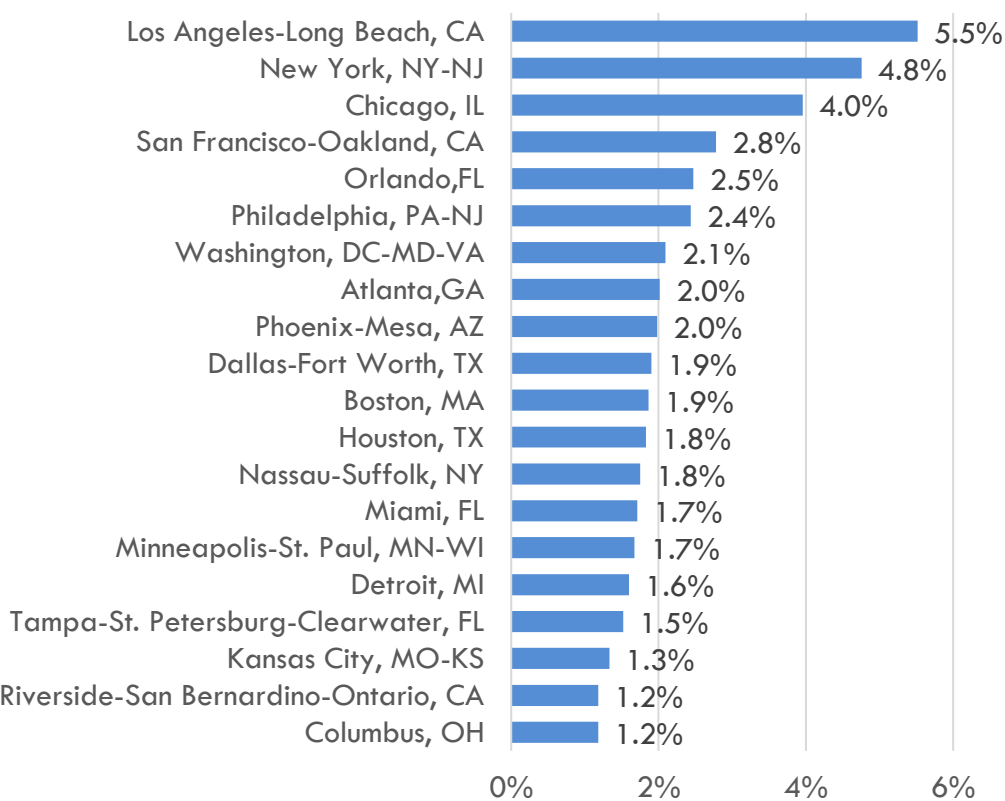 Los Angeles-Long Beach, CA 5.5%
New York, NY-NJ 4.8%
Chicago, IL 4.0%
San Francisco-Oakland, CA 2.8%
Orlando,FL 2.5%
Philadelphia, PA-NJ 2.4%
Washington, DC-MD-VA 2.1%
Atlanta,GA 2.0%
Phoenix-Mesa, AZ 2.0%
Dallas-Fort Worth, TX 1.9%
Boston, MA 1.9%
Houston, TX 1.8%
Nassau-Suffolk, NY 1.8%
Miami, FL 1.7%
Minneapolis-St. Paul, MN-WI 1.7%
Detroit, MI 1.6%
Tampa-St. Petersburg-Clearwater, FL 1.5%
Kansas City, MO-KS 1.3%
Riverside-San Bernardino-Ontario, CA 1.2%
Columbus, OH 1.2%
0% 2% 4% 6%